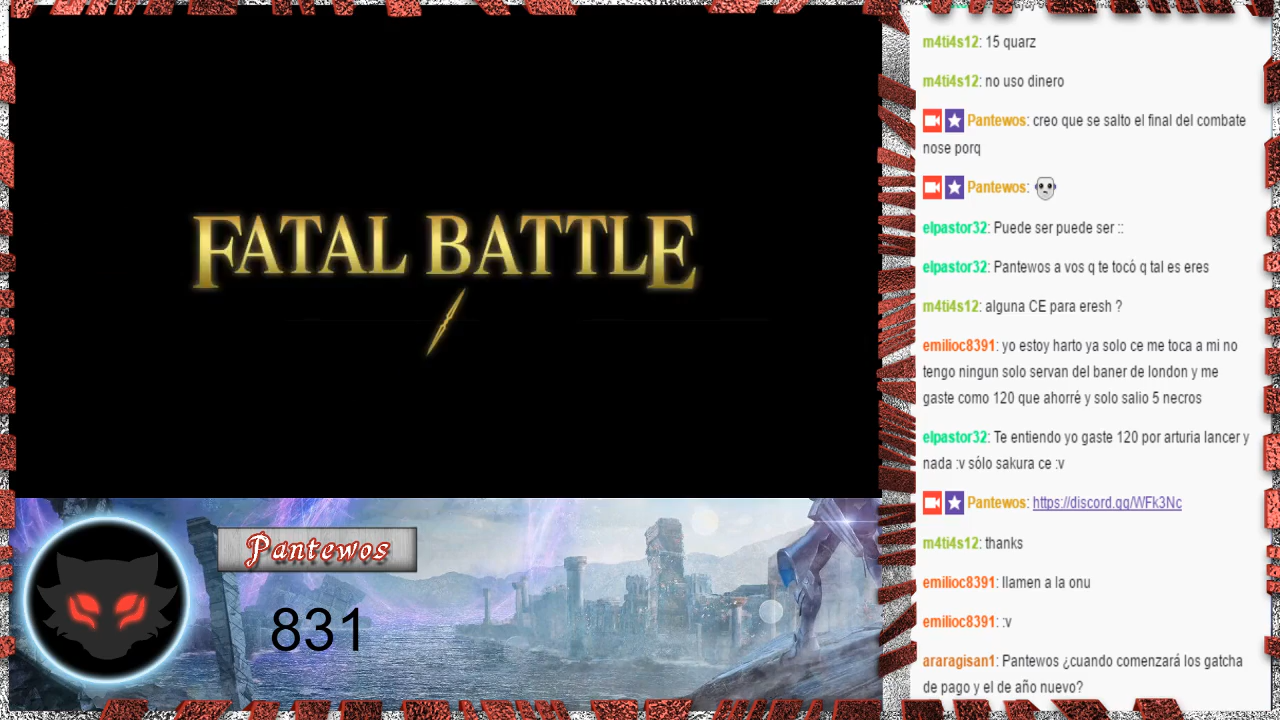 FATAL BATTLE
Pantewos
831
m4ti4s12: 15 quarz
m4ti4s12: no uso dinero
Pantewos: creo que se salto el final del combate
nose porq
Pantewos:
elpastor32: Puede ser puede ser ::
elpastor32: Pantewos a vos q te tocó q tal es eres
m4ti4s12: alguna CE para eresh ?
emilioc8391: yo estoy harto ya solo ce me toca a mi no
tengo ningun solo servan del baner de london y me
gaste como 120 que ahorré y solo salio 5 necros
elpastor32: Te entiendo yo gaste 120 por arturia lancer y
nada :v sólo sakura ce :v
Pantewos: https://discord.gg/WFk3Nc
m4ti4s12: thanks
emilioc8391: llamen a la onu
emilioc8391: :v
araragisan1: Pantewos ¿cuando comenzará los gatcha
de pago y el de año nuevo?